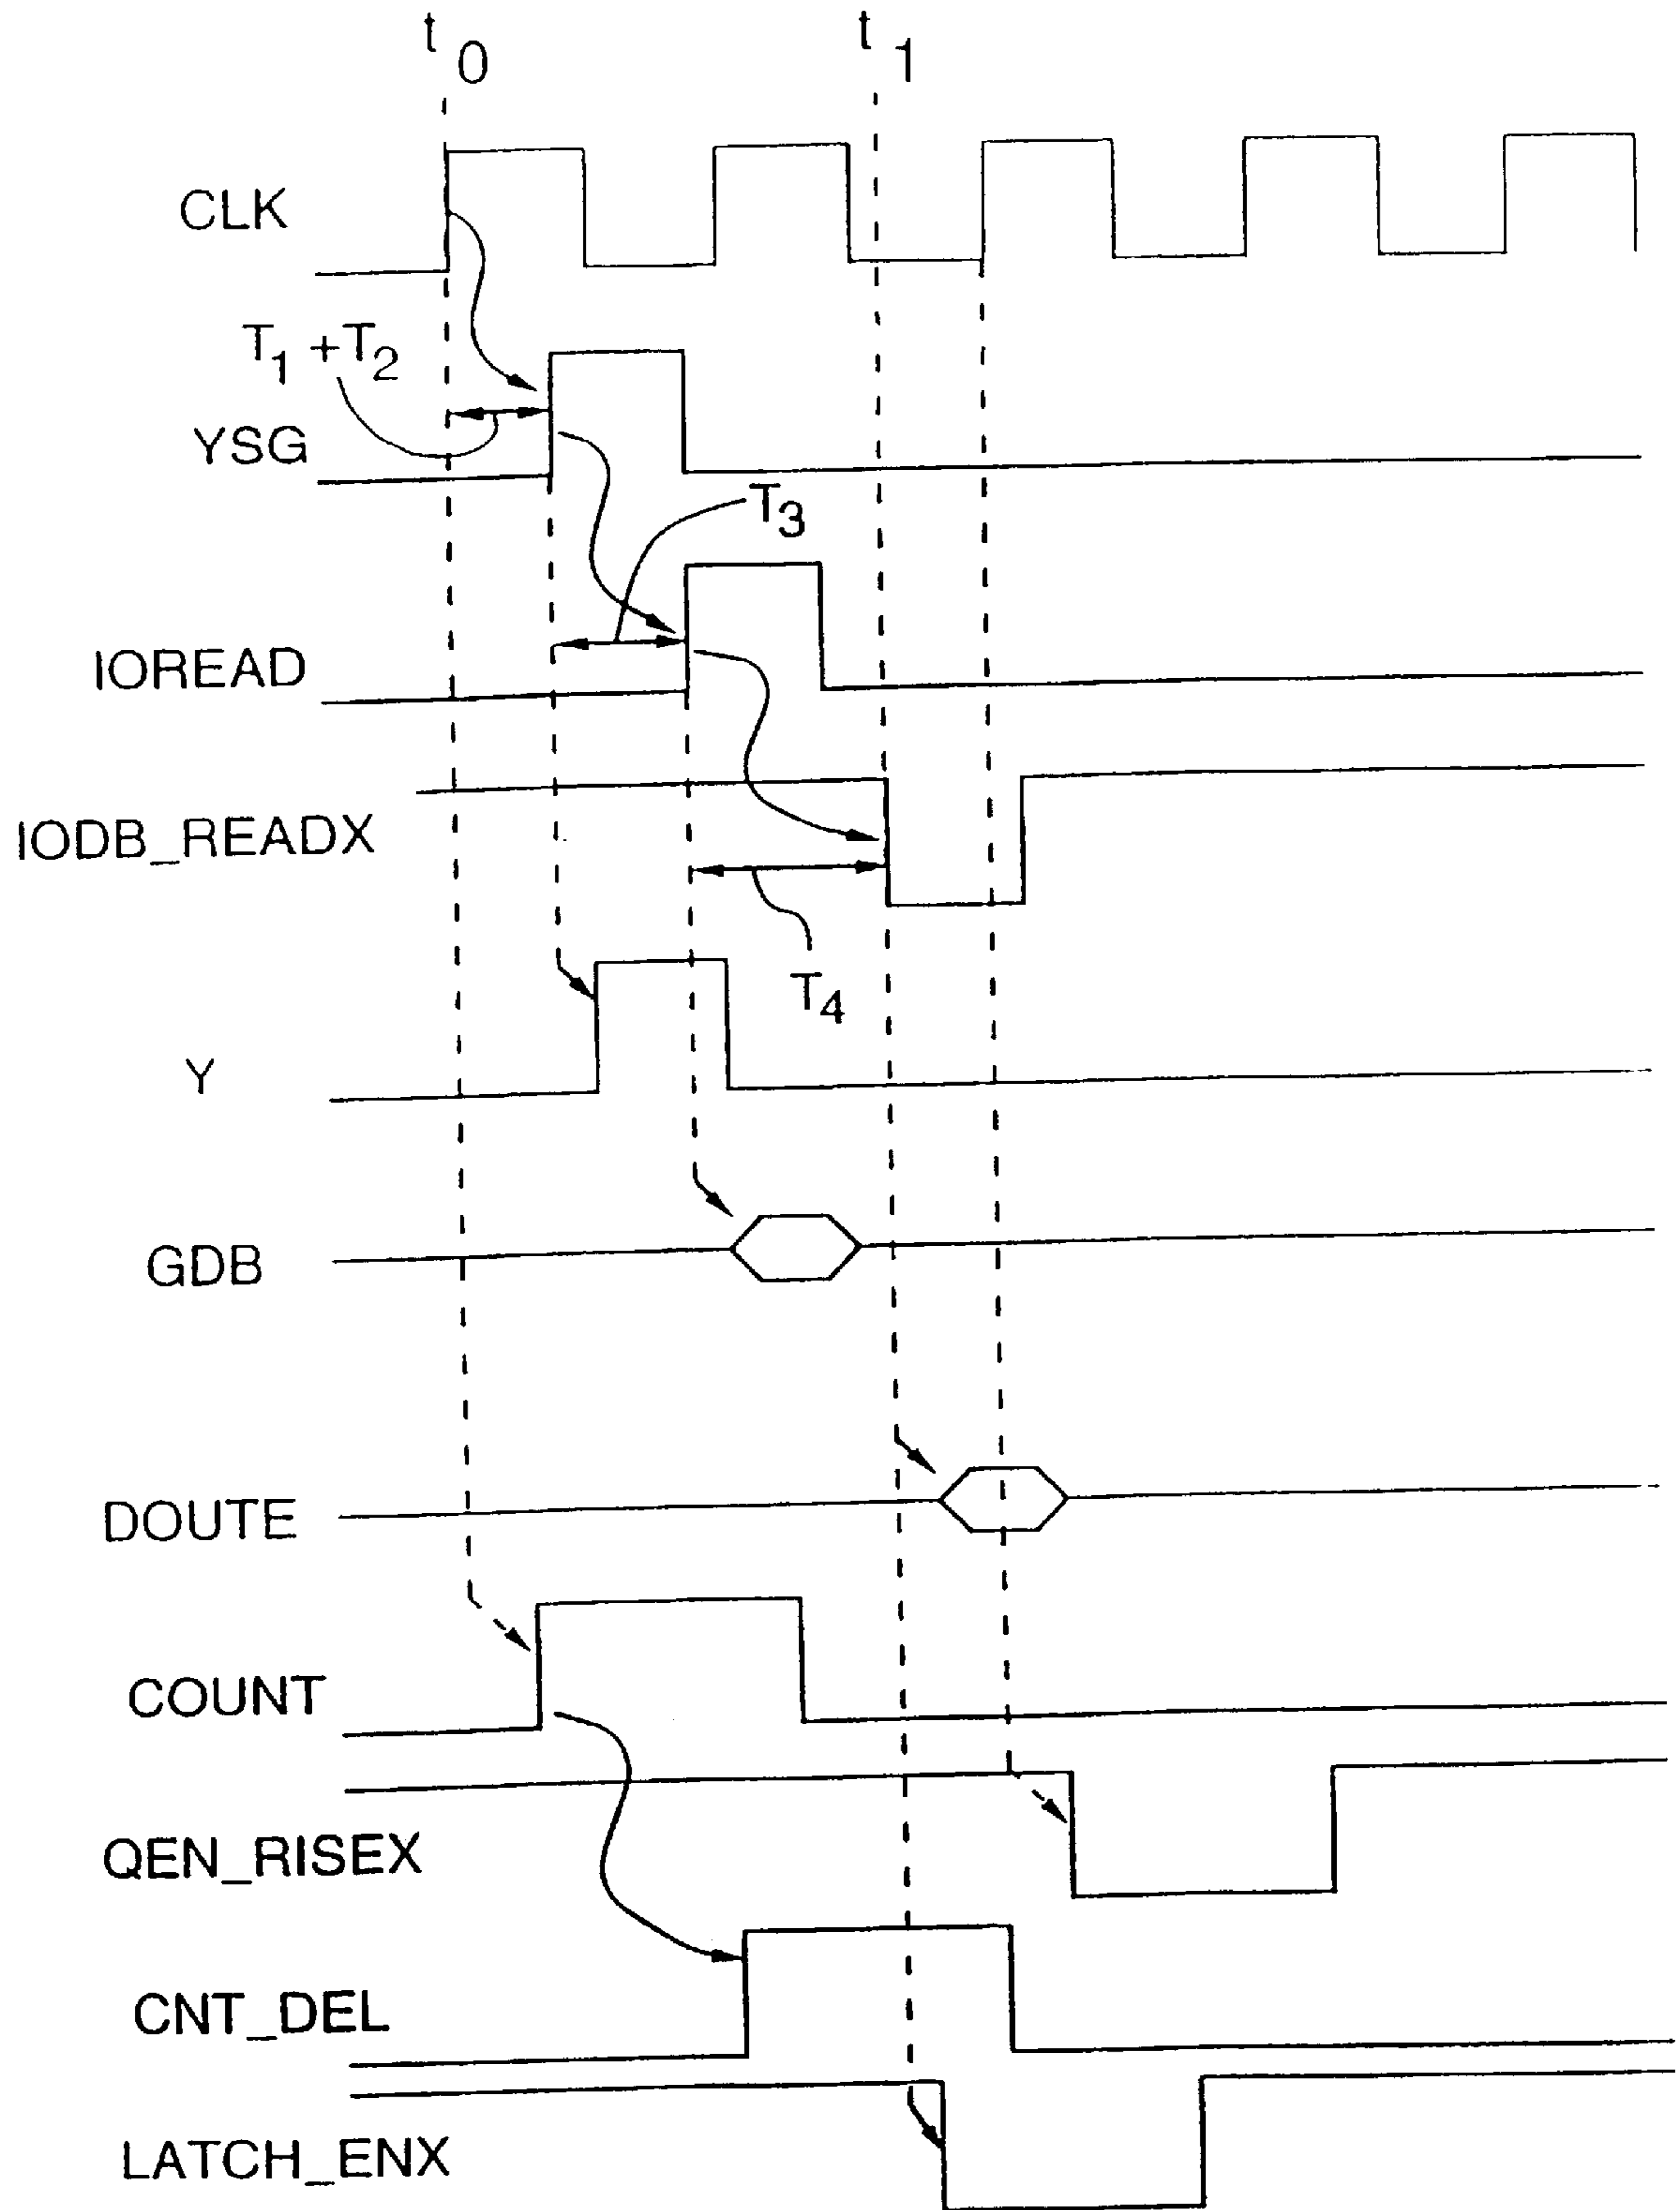 t0
t1
CLK
T1 +T2
YSG
T3
IOREAD
IODB_READX
T4
Y
GDB
DOUTE
COUNT
QEN_RISEX
CNT_DEL
LATCH_ENX